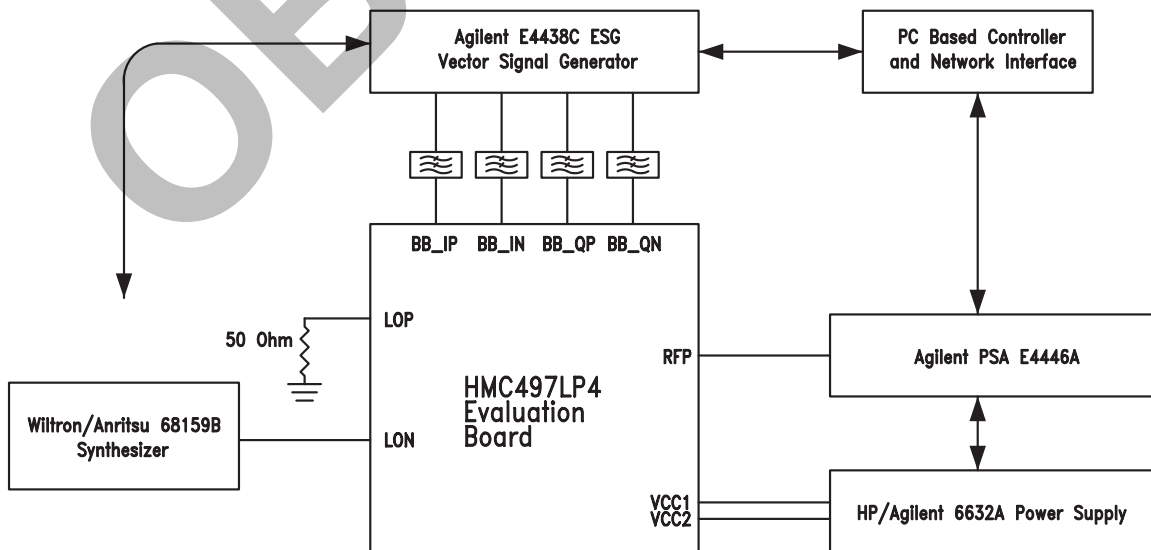 Agilent E4438C ESG
Vector Signal Generator
PC Based Controller
and Network Interface
BB_IP BB_IN BB_QP BB_QN
LOP
50 Ohm
RFP
Agilent PSA E4446A
HMC497LP4
Evaluation
Board
Wiltron/Anritsu 68159B
Synthesizer
LON
VCC1
VCC2
HP/Agilent 6632A Power Supply